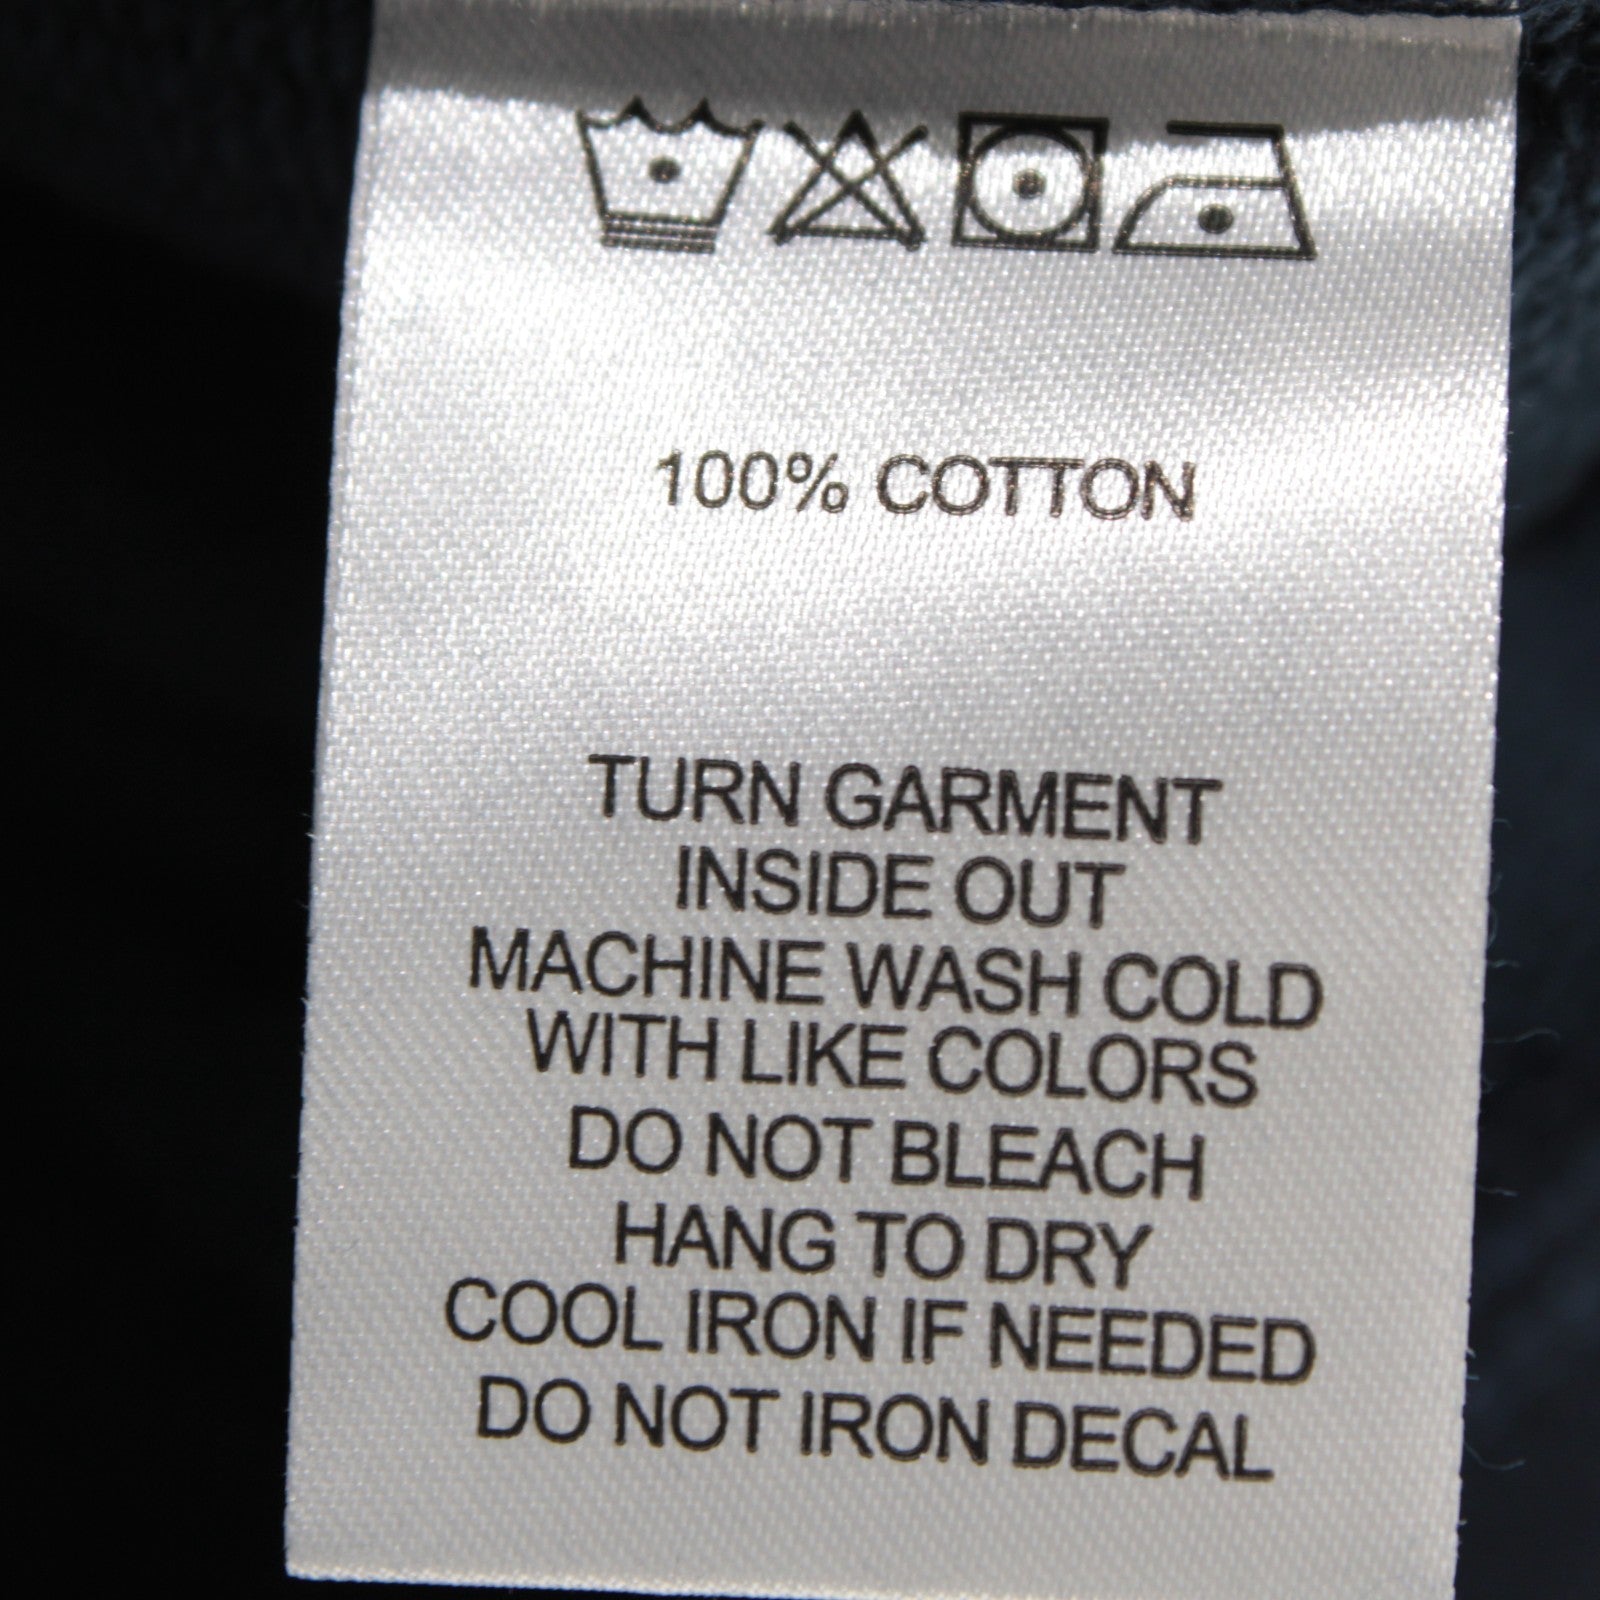 100% COTTON
TURN GARMENT
INSIDE OUT
MACHINE WASH COLD
WITH LIKE COLORS
DO NOT BLEACH
HANG TO DRY
COOL IRON IF NEEDED
DO NOT IRON DECAL